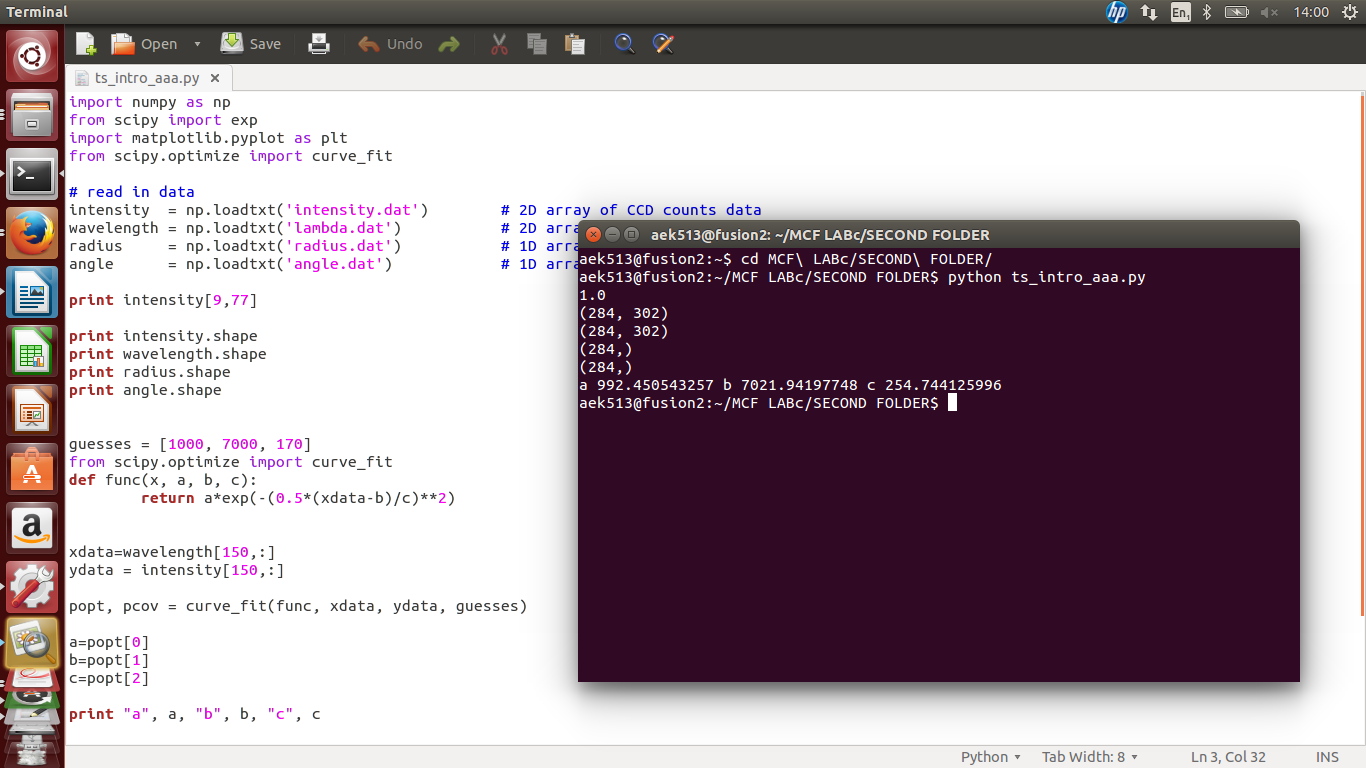 Terminal
hp
En1
14:00
Open
Save
Undo
ts_intro_aaa.py
import numpy as np
from scipy import exp
import matplotlib.pyplot as plt
from scipy.optimize import curve_fit
# read in data
intensity = np.loadtxt('intensity.dat') # 2D array of CCD counts data
wavelength = np.loadtxt('lambda.dat') # 2D arr
radius = np.loadtxt('radius.dat') # 1D arr
angle = np.loadtxt('angle.dat') # 1D arr
print intensity[9,77]
print intensity.shape
print wavelength.shape
print radius.shape
print angle.shape
guesses = [1000, 7000, 170]
from scipy.optimize import curve_fit
def func(x, a, b, c):
return a*exp(-(0.5*(xdata-b)/c)**2)
xdata=wavelength[150,:]
ydata = intensity[150,:]
popt, pcov = curve_fit(func, xdata, ydata, guesses)
a=popt[0]
b=popt[1]
c=popt[2]
print "a", a, "b", b, "c", c
aek513@fusion2: ~/MCF LABc/SECOND FOLDER
aek513@fusion2:~$ cd MCF\ LABc/SECOND\ FOLDER/
aek513@fusion2:~/MCF LABc/SECOND FOLDER$ python ts_intro_aaa.py
1.0
(284, 302)
(284, 302)
(284,)
(284,)
a 992.450543257 b 7021.94197748 c 254.744125996
aek513@fusion2:~/MCF LABc/SECOND FOLDER$
Python
Tab Width: 8
Ln 3, Col 32
INS